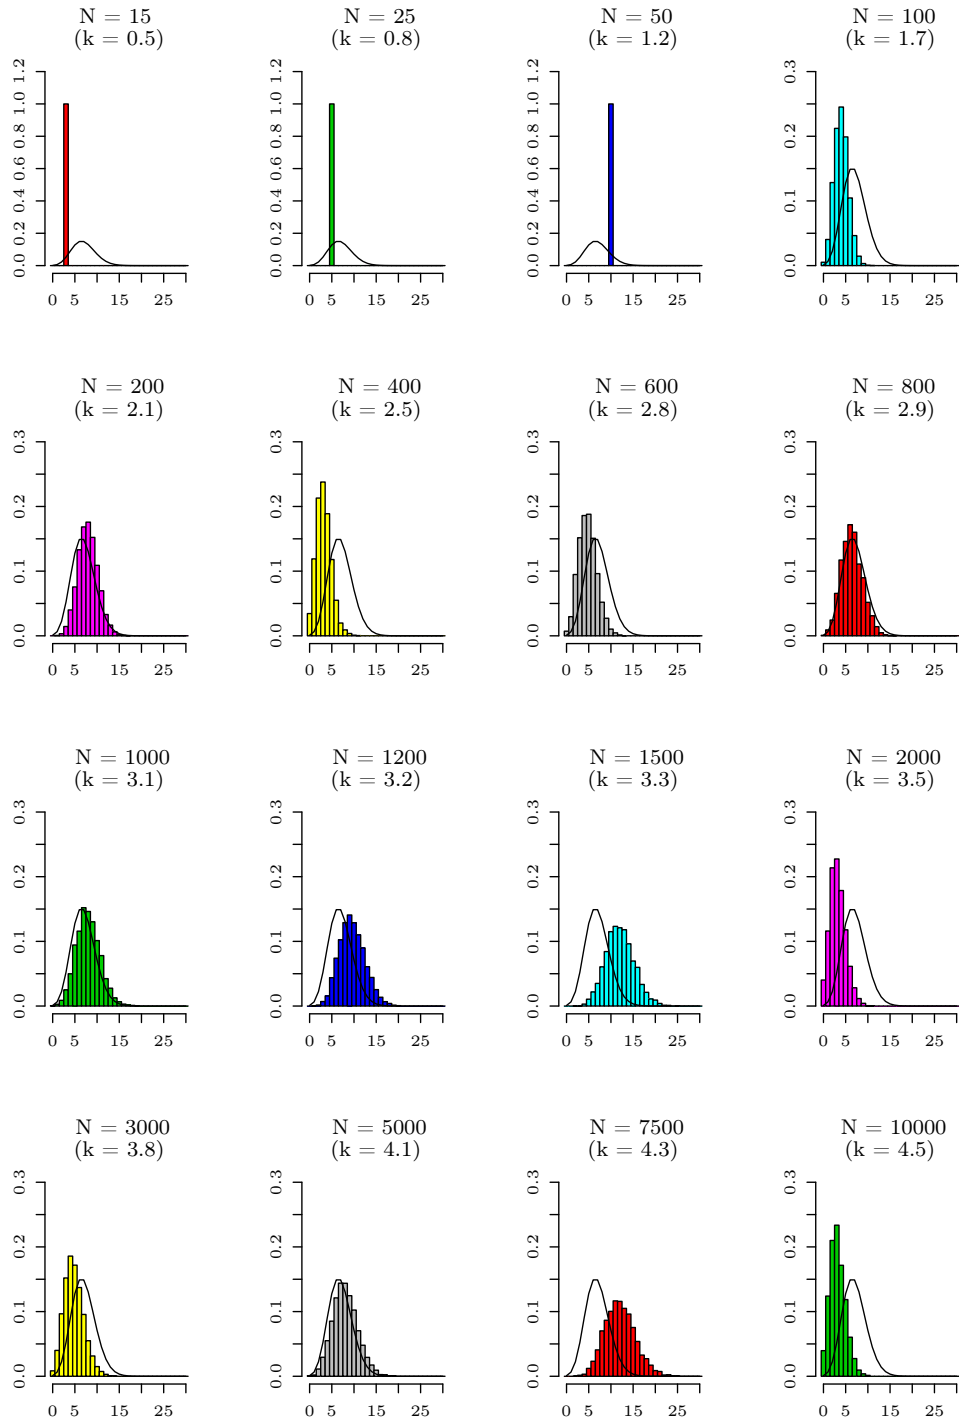 N = 15
(k = 0.5)
N = 25
(k = 0.8)
N = 50
(k = 1.2)
N = 100
(k = 1.7)
0.0 0.2 0.4 0.6 0.8 1.0 1.2
0 5 15 25
0.0 0.2 0.4 0.6 0.8 1.0 1.2
0 5 15 25
0.0 0.2 0.4 0.6 0.8 1.0 1.2
0 5 15 25
0.0 0.1 0.2 0.3
0 5 15 25
N = 200
(k = 2.1)
N = 400
(k = 2.5)
N = 600
(k = 2.8)
N = 800
(k = 2.9)
0.0 0.1 0.2 0.3
0 5 15 25
0.0 0.1 0.2 0.3
0 5 15 25
0.0 0.1 0.2 0.3
0 5 15 25
0.0 0.1 0.2 0.3
0 5 15 25
N = 1000
(k = 3.1)
N = 1200
(k = 3.2)
N = 1500
(k = 3.3)
N = 2000
(k = 3.5)
0.0 0.1 0.2 0.3
0 5 15 25
0.0 0.1 0.2 0.3
0 5 15 25
0.0 0.1 0.2 0.3
0 5 15 25
0.0 0.1 0.2 0.3
0 5 15 25
N = 3000
(k = 3.8)
N = 5000
(k = 4.1)
N = 7500
(k = 4.3)
N = 10000
(k = 4.5)
0.0 0.1 0.2 0.3
0 5 15 25
0.0 0.1 0.2 0.3
0 5 15 25
0.0 0.1 0.2 0.3
0 5 15 25
0.0 0.1 0.2 0.3
0 5 15 25